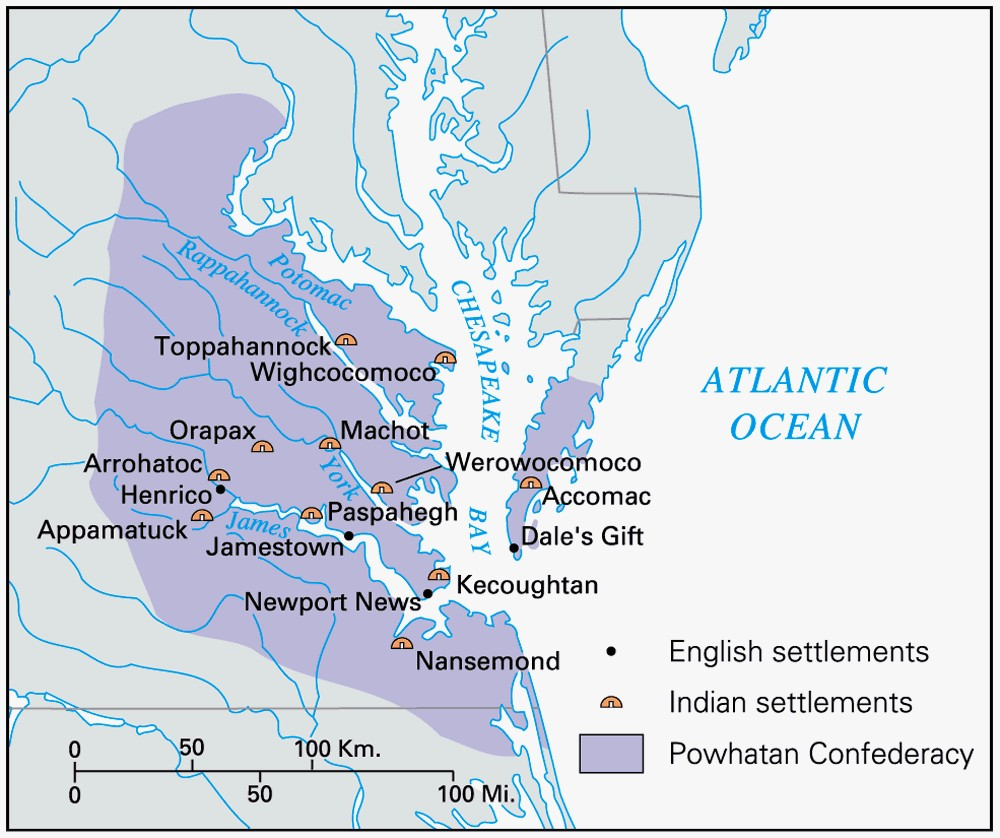 Potomac
Rappahannock
CHESAPEAKE
BAY
Toppahannock
Wighcocomoco
ATLANTIC
OCEAN
Orapax
Machot
Arrohatoc
Werowocomoco
York
Henrico
Accomac
Appamatuck
James
Paspahegh
Jamestown
Dale's Gift
Newport News
Kecoughtan
Nansemond
English settlements
Indian settlements
Powhatan Confederacy
0 50 100 Km.
0 50 100 Mi.